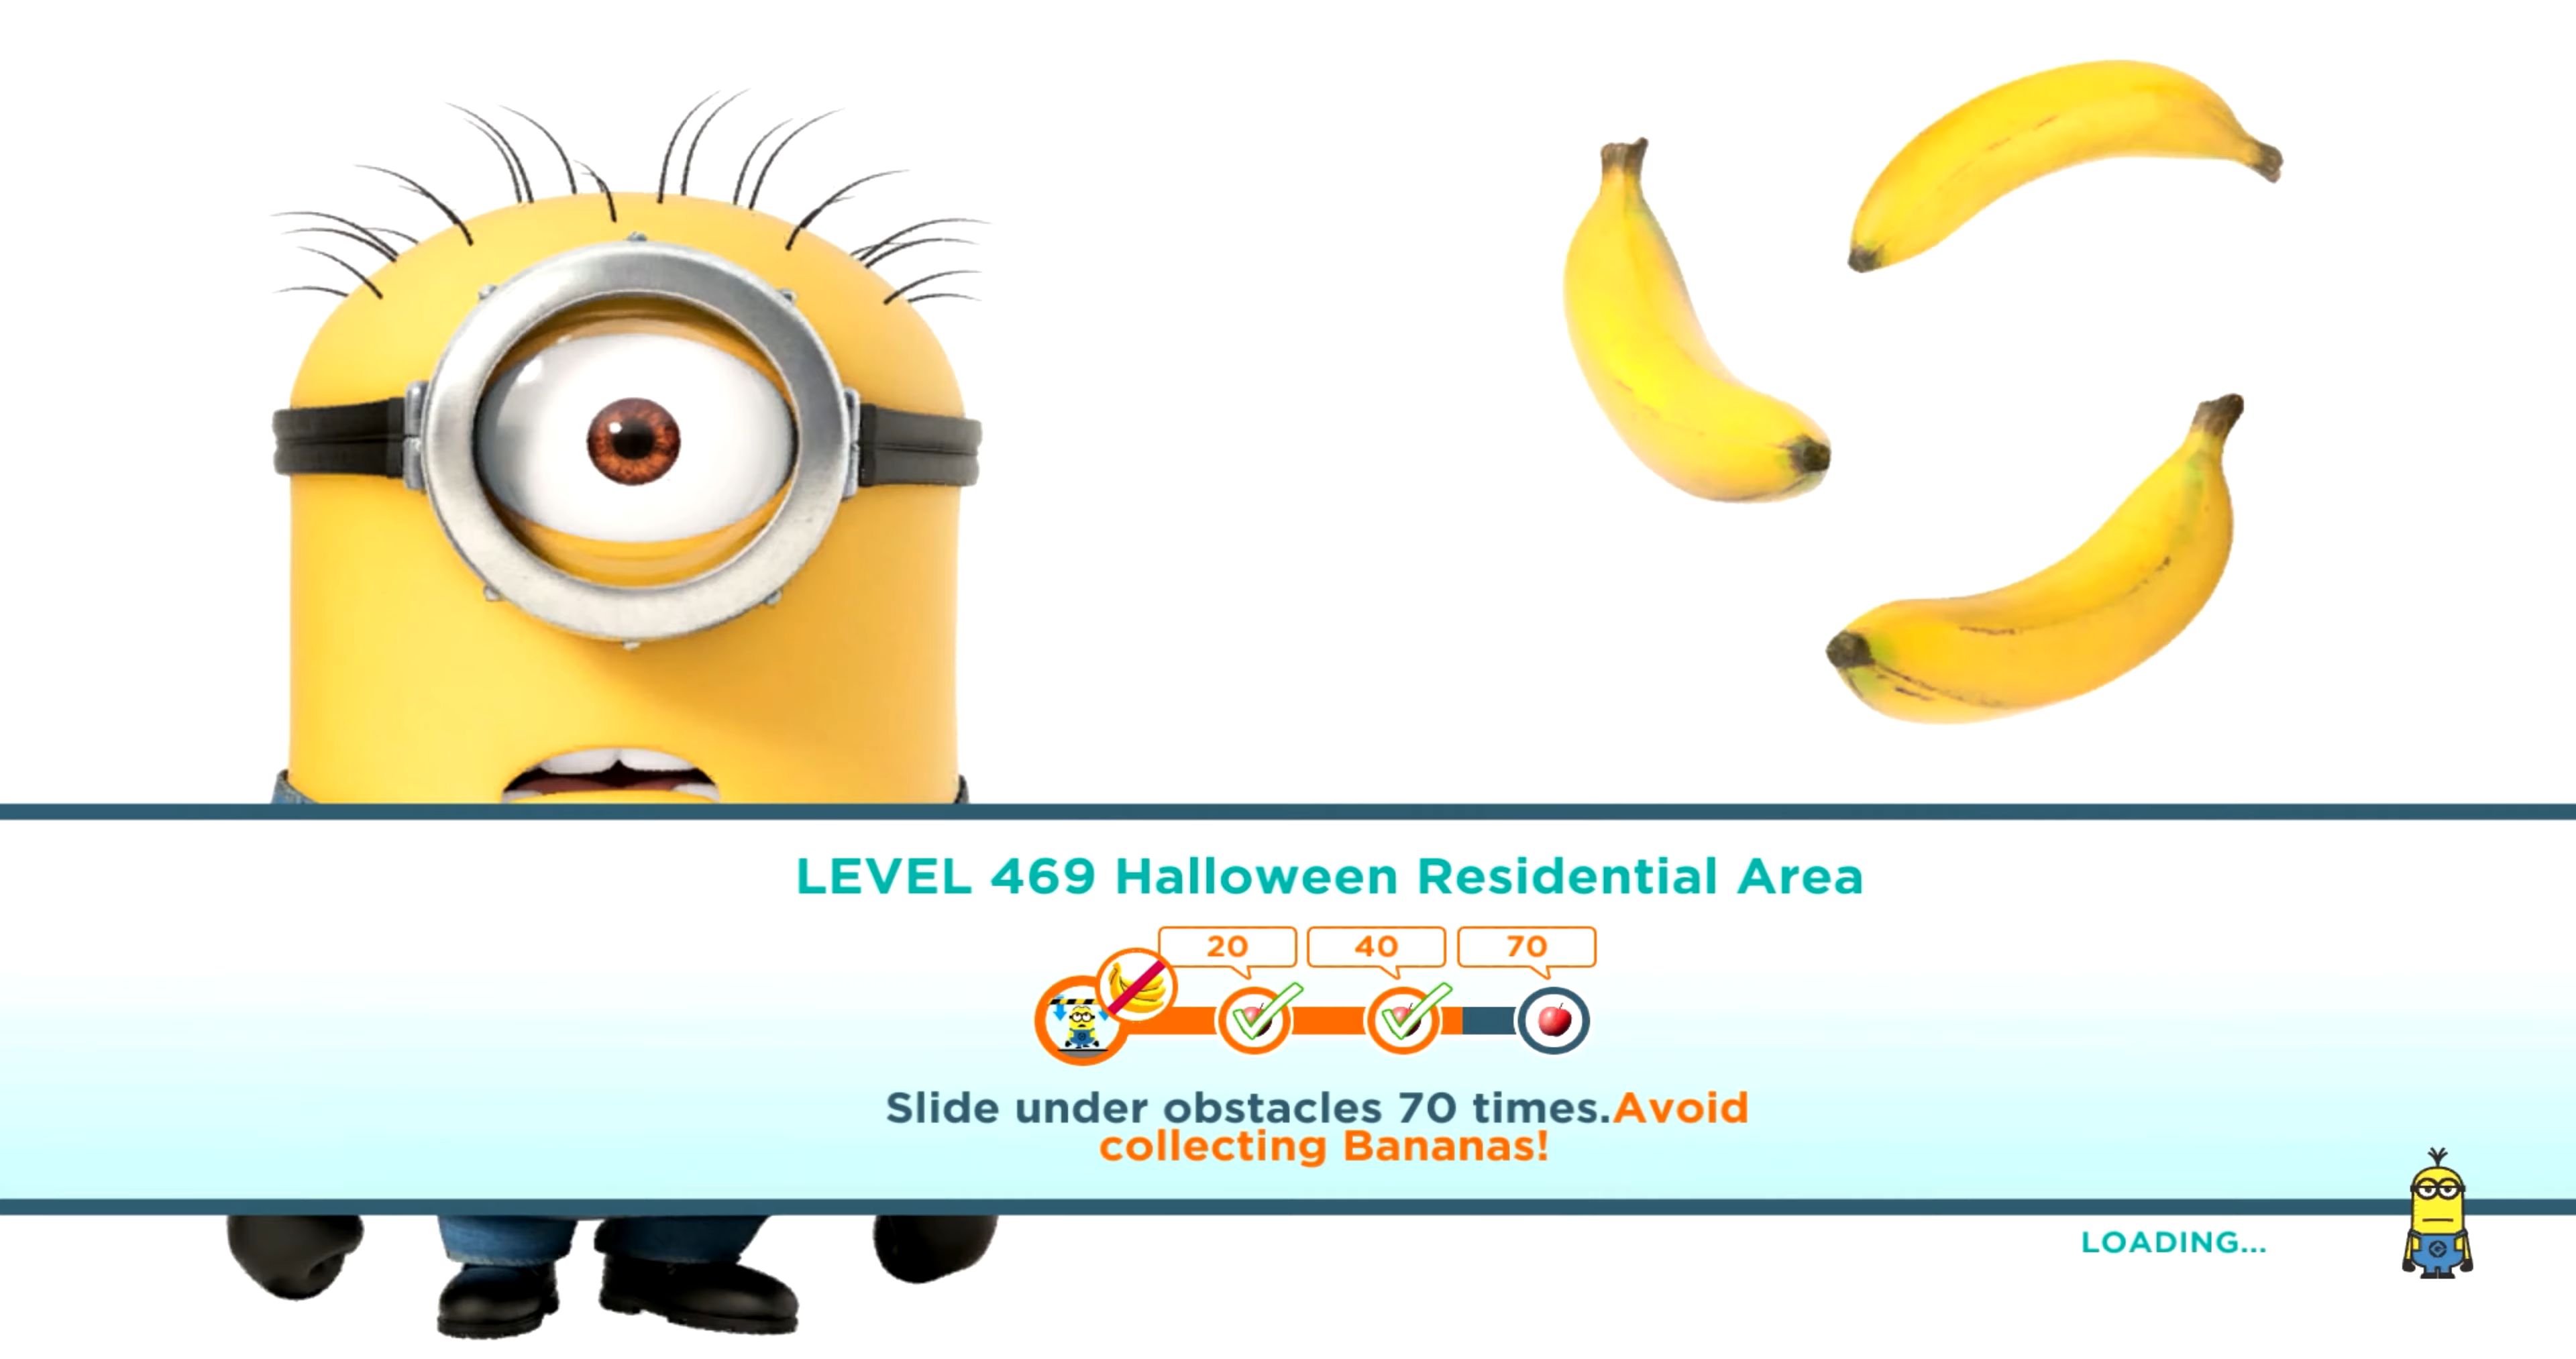 LEVEL 469 Halloween Residential Area
20 40 70
Slide under obstacles 70 times.Avoid
collecting Bananas!
LOADING...